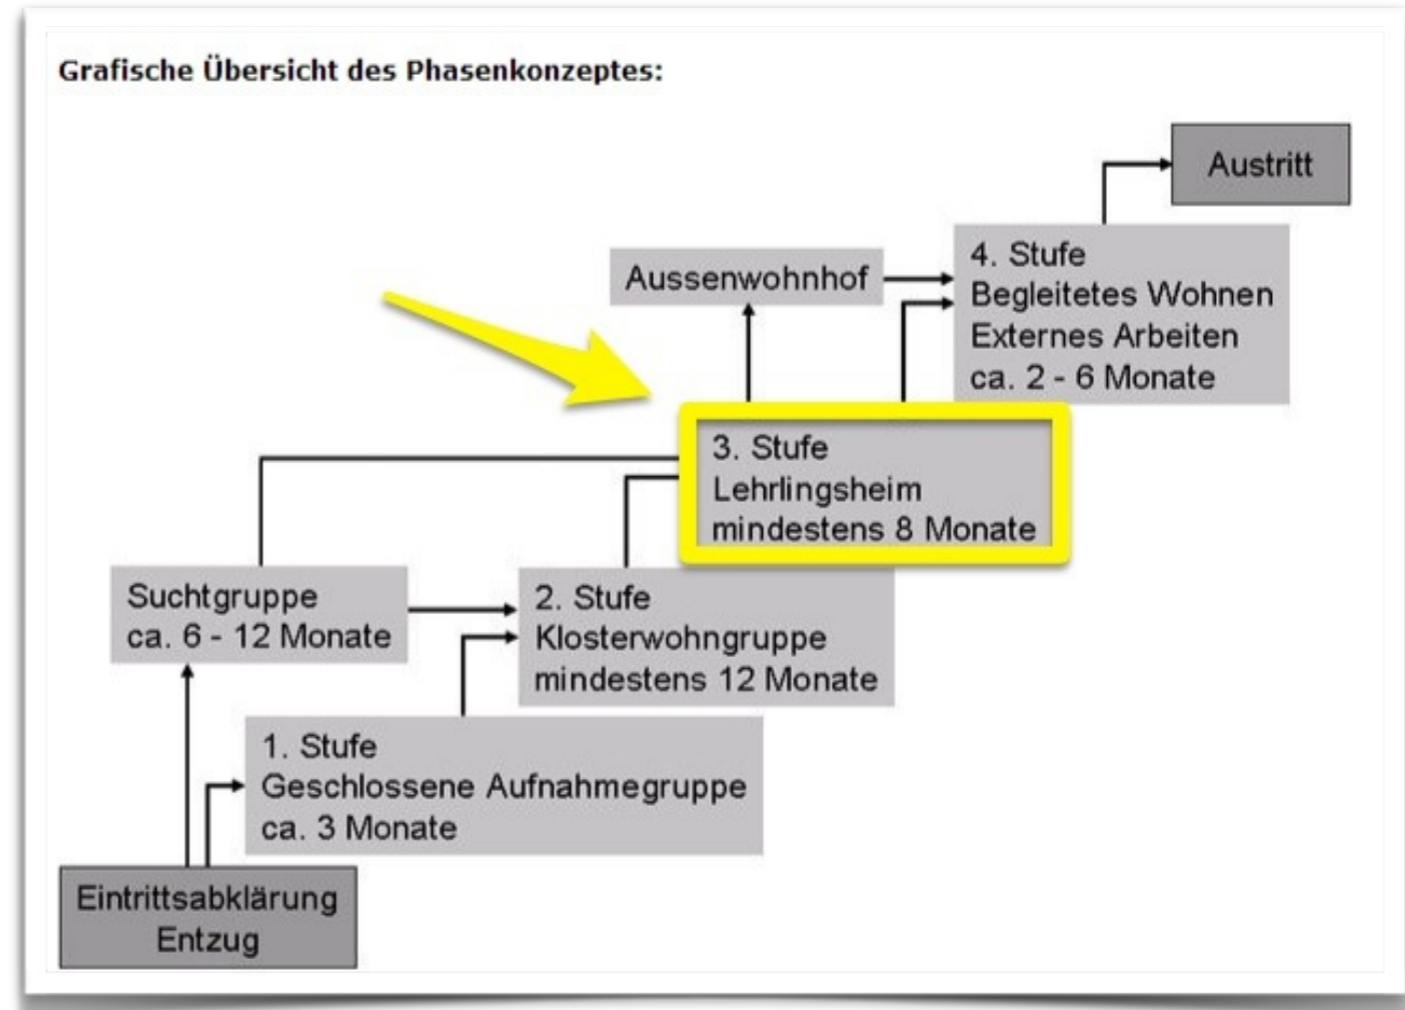 Grafische Übersicht des Phasenkonzeptes:
Austritt
4. Stufe
Begleitetes Wohnen
Externes Arbeiten
ca. 2 - 6 Monate
Aussenwohnhof
3. Stufe
Lehrlingsheim
mindestens 8 Monate
Suchtgruppe
ca. 6 - 12 Monate
2. Stufe
Klosterwohngruppe
mindestens 12 Monate
1. Stufe
Geschlossene Aufnahmegruppe
ca. 3 Monate
Eintrittsabklärung
Entzug